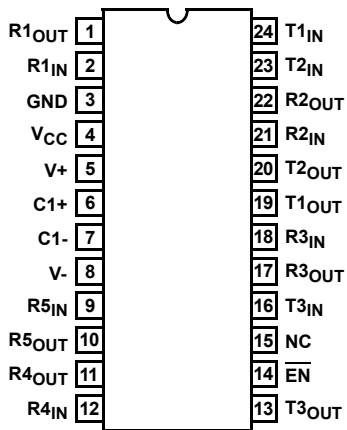 R1OUT 1 24 T1IN
R1IN 2 23 T2IN
GND 3 22 R2OUT
VCC 4 21 R2IN
V+ 5 20 T2OUT
C1+ 6 19 T1OUT
C1- 7 18 R3IN
V- 8 17 R3OUT
R5IN 9 16 T3IN
R5OUT 10 15 NC
R4OUT 11 14 E̅N̅
R4IN 12 13 T3OUT